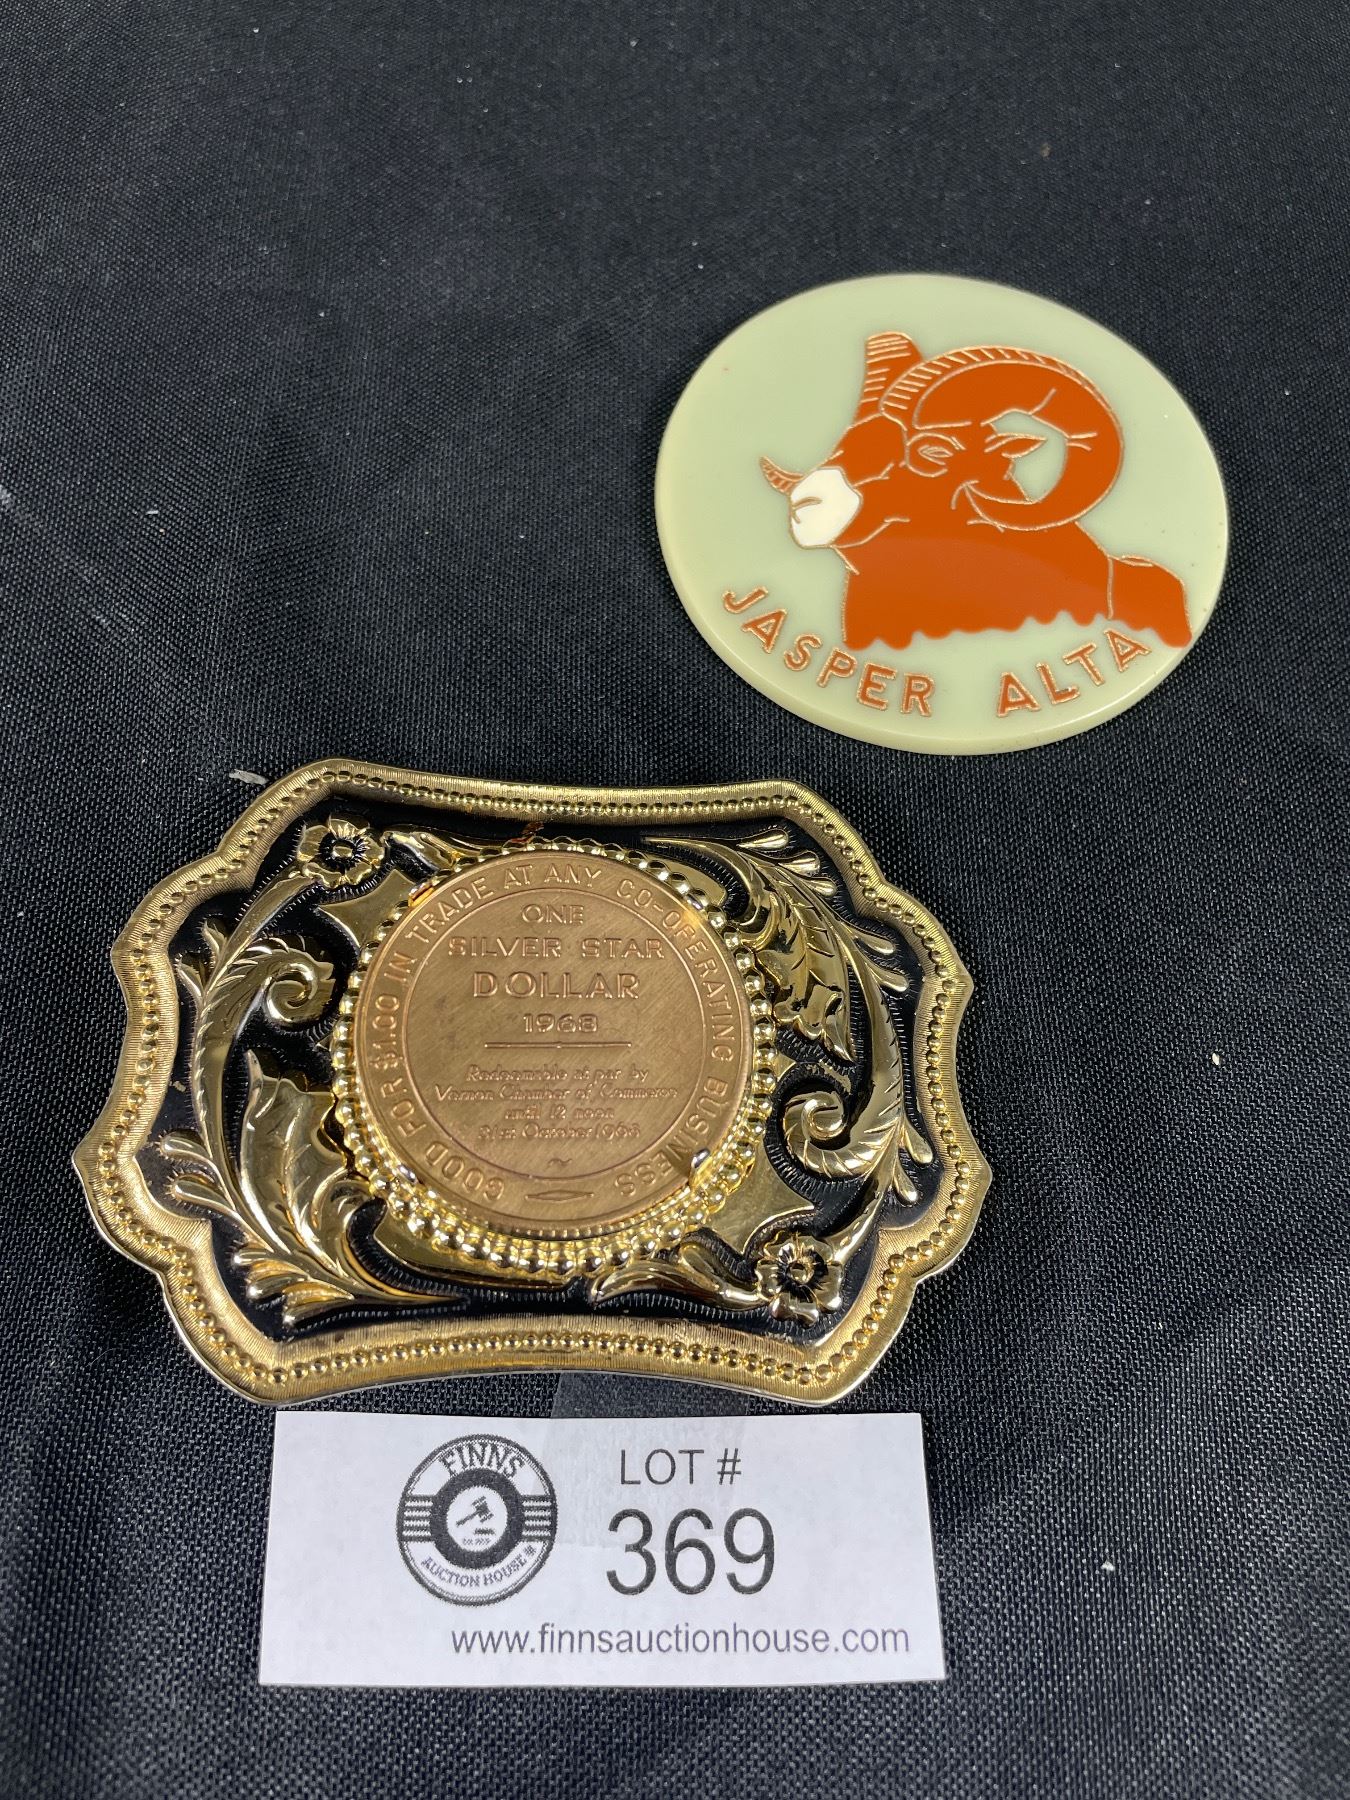 JASPER ALTA
GOOD FOR $1.00 IN TRADE AT ANY CO-OPERATING BUSINESS
ONE
SILVER STAR
DOLLAR
1968
Redeemable at par by
Vernon Chamber of Commerce
until 12 noon
31st October 1968
FINNS
AUCTION HOUSE
LOT #
369
www.finnsauctionhouse.com